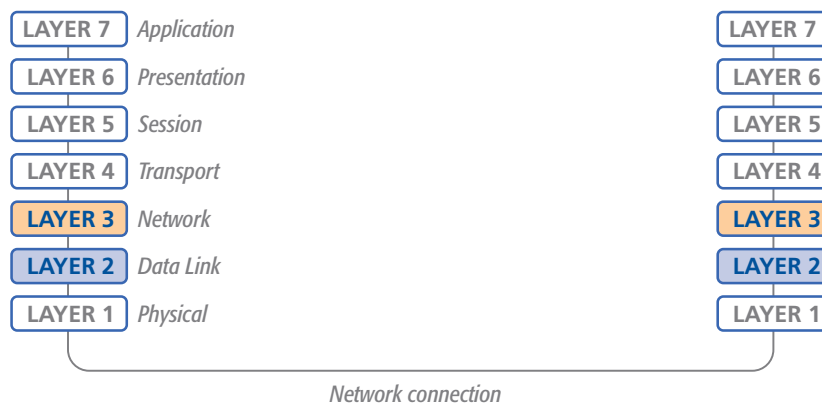 LAYER 7 Application LAYER 7
LAYER 6 Presentation LAYER 6
LAYER 5 Session LAYER 5
LAYER 4 Transport LAYER 4
LAYER 3 Network LAYER 3
LAYER 2 Data Link LAYER 2
LAYER 1 Physical LAYER 1
Network connection